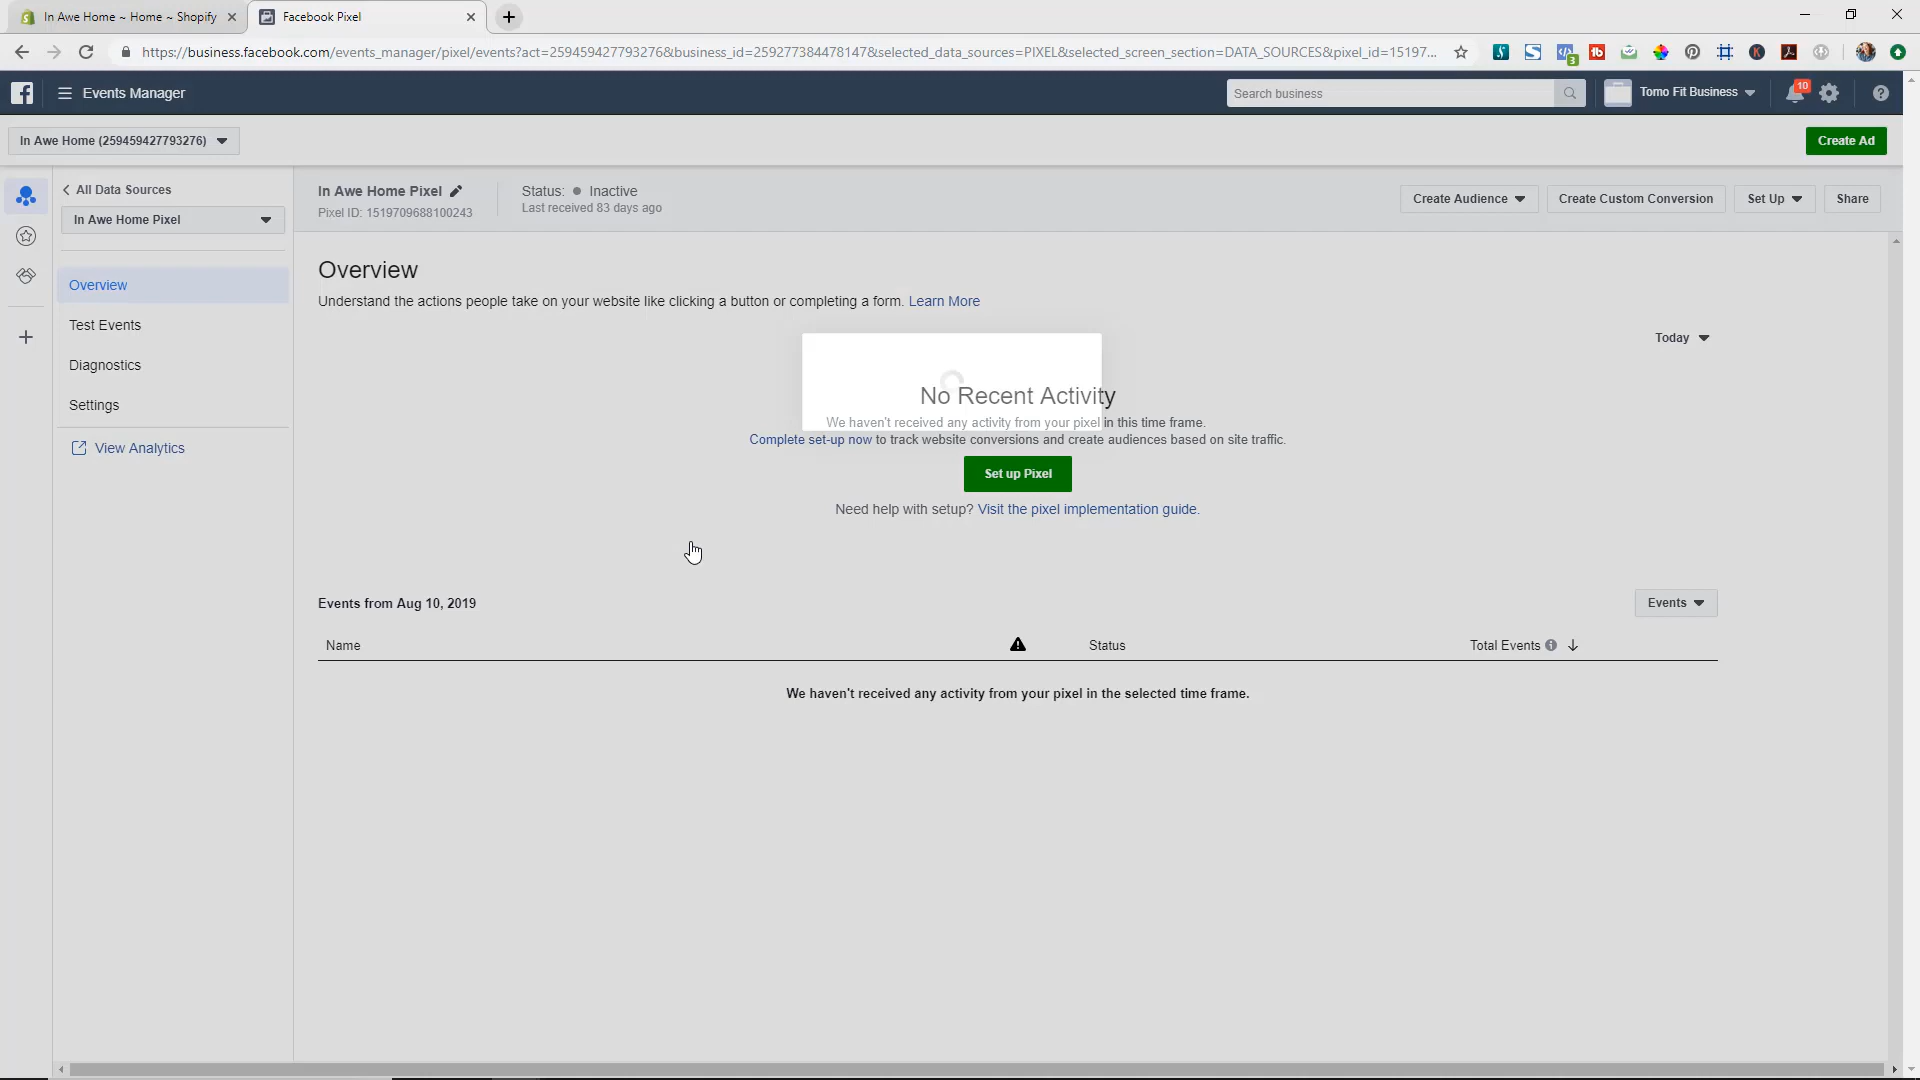 In Awe Home ~ Home ~ Shopify
Facebook Pixel
https://business.facebook.com/events_manager/pixel/events?act=259459427793276&business_id=259277384478147&selected_data_sources=PIXEL&selected_screen_section=DATA_SOURCES&pixel_id=15197...
3
Events Manager
Search business
Tomo Fit Business
10
In Awe Home (259459427793276)
Create Ad
All Data Sources
In Awe Home Pixel
Overview
Test Events
Diagnostics
Settings
View Analytics
In Awe Home Pixel
Pixel ID: 1519709688100243
Status: Inactive
Last received 83 days ago
Create Audience
Create Custom Conversion
Set Up
Share
Overview
Understand the actions people take on your website like clicking a button or completing a form. Learn More
Today
No Recent Activity
We haven't received any activity from your pixel in this time frame.
Complete set-up now to track website conversions and create audiences based on site traffic.
Set up Pixel
Need help with setup? Visit the pixel implementation guide.
Events from Aug 10, 2019
Events
Name
Status
Total Events
We haven't received any activity from your pixel in the selected time frame.